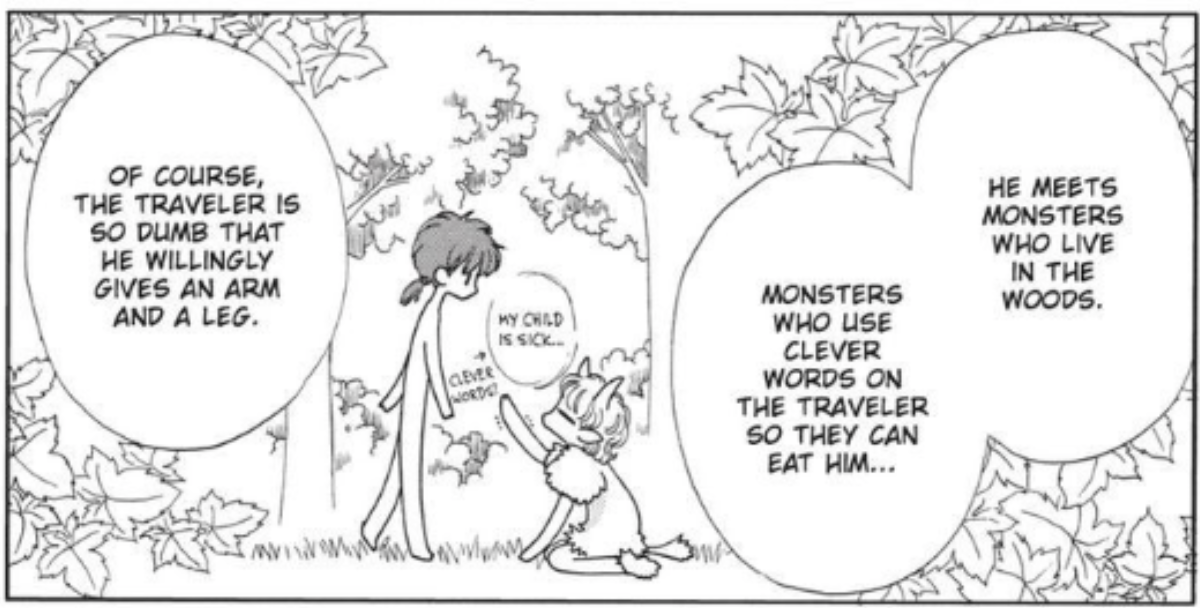 HE MEETS
MONSTERS
WHO LIVE
IN THE
WOODS.
MONSTERS
WHO USE
CLEVER
WORDS ON
THE TRAVELER
SO THEY CAN
EAT HIM...
MY CHILD
IS SICK...
CLEVER
WORDS?
OF COURSE,
THE TRAVELER IS
SO DUMB THAT
HE WILLINGLY
GIVES AN ARM
AND A LEG.